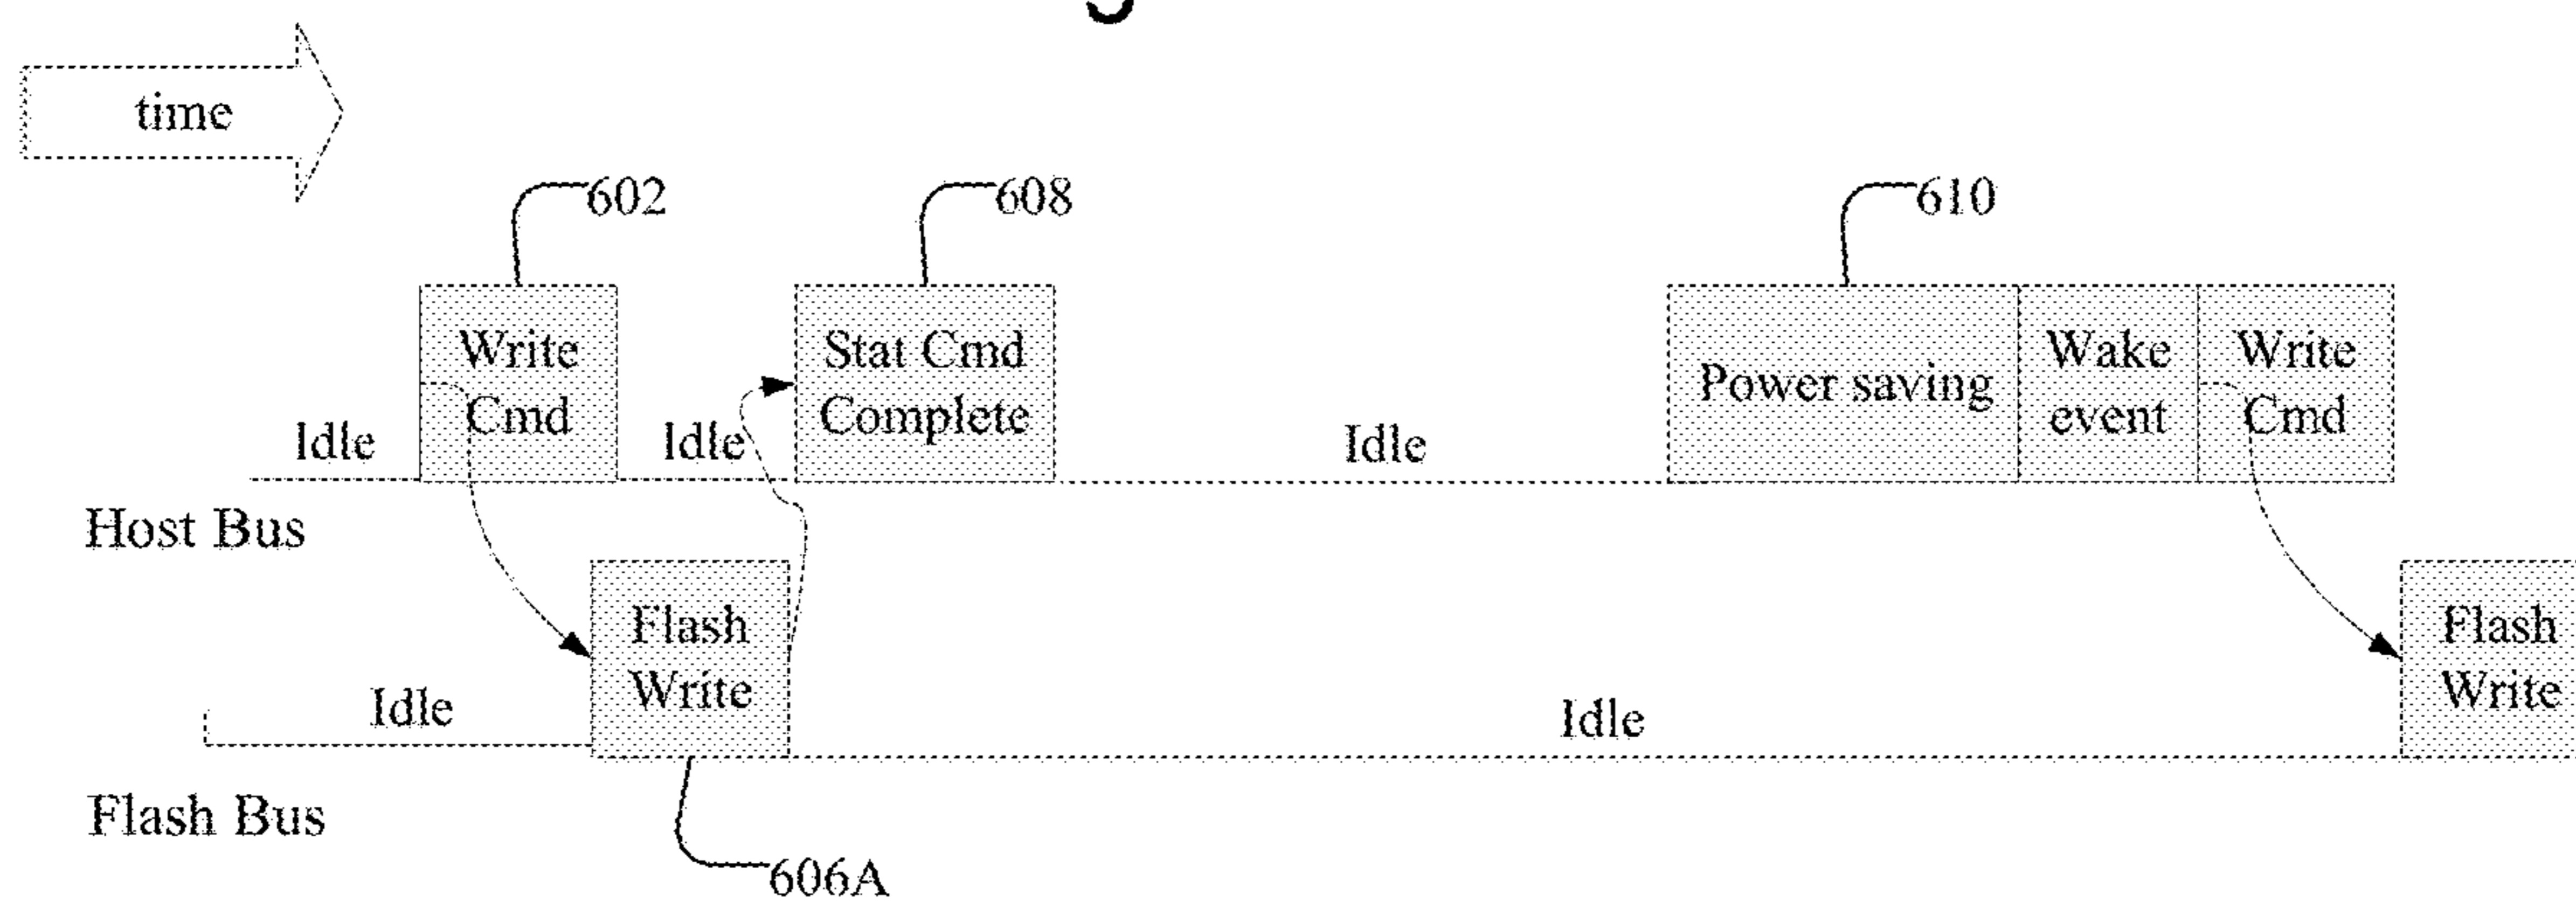 time
602
608
610
Write
Cmd
Stat Cmd
Complete
Power saving
Wake
event
Write
Cmd
Idle
Idle
Idle
Host Bus
Flash
Write
Flash
Write
Idle
Idle
Flash Bus
606A